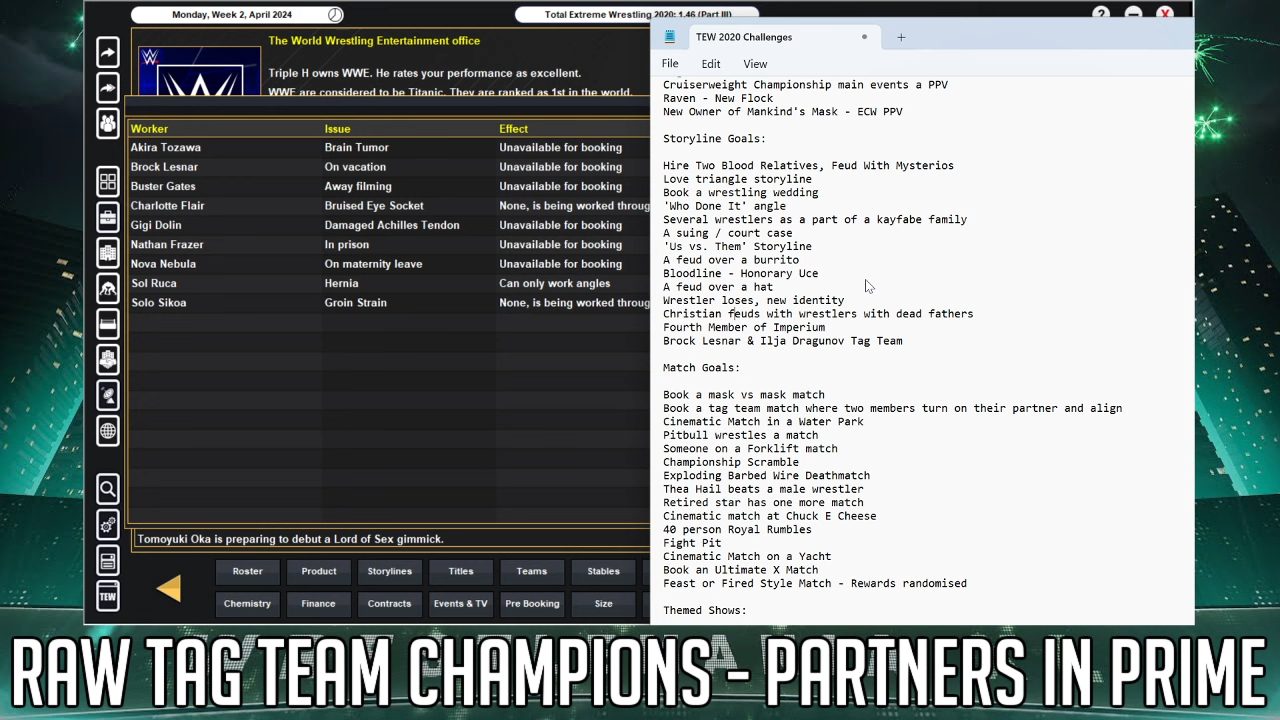 Monday, Week 2, April 2024
Total Extreme Wrestling 2020: 1.46 (Part III)
The World Wrestling Entertainment office
Triple H owns WWE. He rates your performance as excellent.
WWE are considered to be Titanic. They are ranked as 1st in the world.
Worker Issue Effect
Akira Tozawa Brain Tumor Unavailable for booking
Brock Lesnar On vacation Unavailable for booking
Buster Gates Away filming Unavailable for booking
Charlotte Flair Bruised Eye Socket None, is being worked throug
Gigi Dolin Damaged Achilles Tendon Unavailable for booking
Nathan Frazer In prison Unavailable for booking
Nova Nebula On maternity leave Unavailable for booking
Sol Ruca Hernia Can only work angles
Solo Sikoa Groin Strain None, is being worked throug
Tomoyuki Oka is preparing to debut a Lord of Sex gimmick.
Roster Product Storylines Titles Teams Stables
Chemistry Finance Contracts Events & TV Pre Booking Size
TEW
TEW 2020 Challenges
File Edit View
Cruiserweight Championship main events a PPV
Raven - New Flock
New Owner of Mankind's Mask - ECW PPV
Storyline Goals:
Hire Two Blood Relatives, Feud With Mysterios
Love triangle storyline
Book a wrestling wedding
'Who Done It' angle
Several wrestlers as a part of a kayfabe family
A suing / court case
'Us vs. Them' Storyline
A feud over a burrito
Bloodline - Honorary Uce
A feud over a hat
Wrestler loses, new identity
Christian feuds with wrestlers with dead fathers
Fourth Member of Imperium
Brock Lesnar & Ilja Dragunov Tag Team
Match Goals:
Book a mask vs mask match
Book a tag team match where two members turn on their partner and align
Cinematic Match in a Water Park
Pitbull wrestles a match
Someone on a Forklift match
Championship Scramble
Exploding Barbed Wire Deathmatch
Thea Hail beats a male wrestler
Retired star has one more match
Cinematic match at Chuck E Cheese
40 person Royal Rumbles
Fight Pit
Cinematic Match on a Yacht
Book an Ultimate X Match
Feast or Fired Style Match - Rewards randomised
Themed Shows:
RAW TAG TEAM CHAMPIONS - PARTNERS IN PRIME